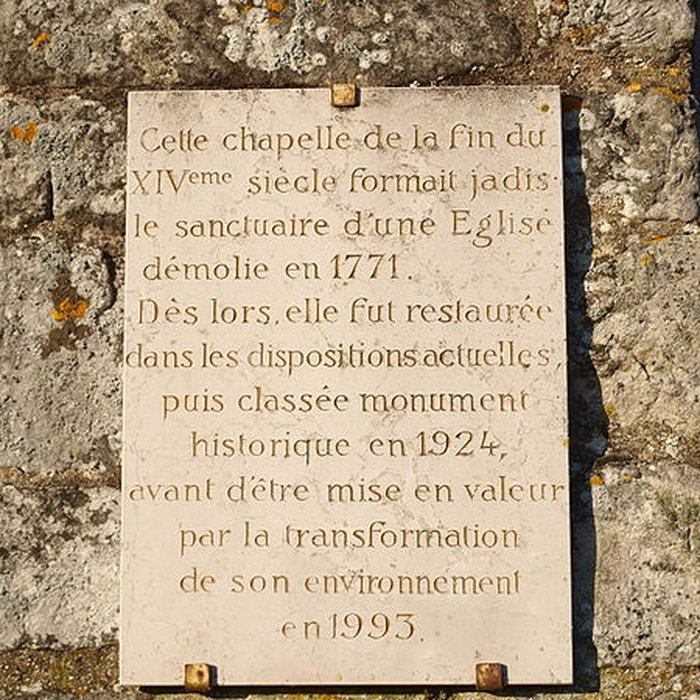 Cette chapelle de la fin du
XIVeme siècle formait jadis
le sanctuaire d'une Eglise
démolie en 1771.
Dès lors, elle fut restaurée
dans les dispositions actuelles,
puis classée monument
historique en 1924,
avant d'être mise en valeur
par la transformation
de son environnement
en 1993.